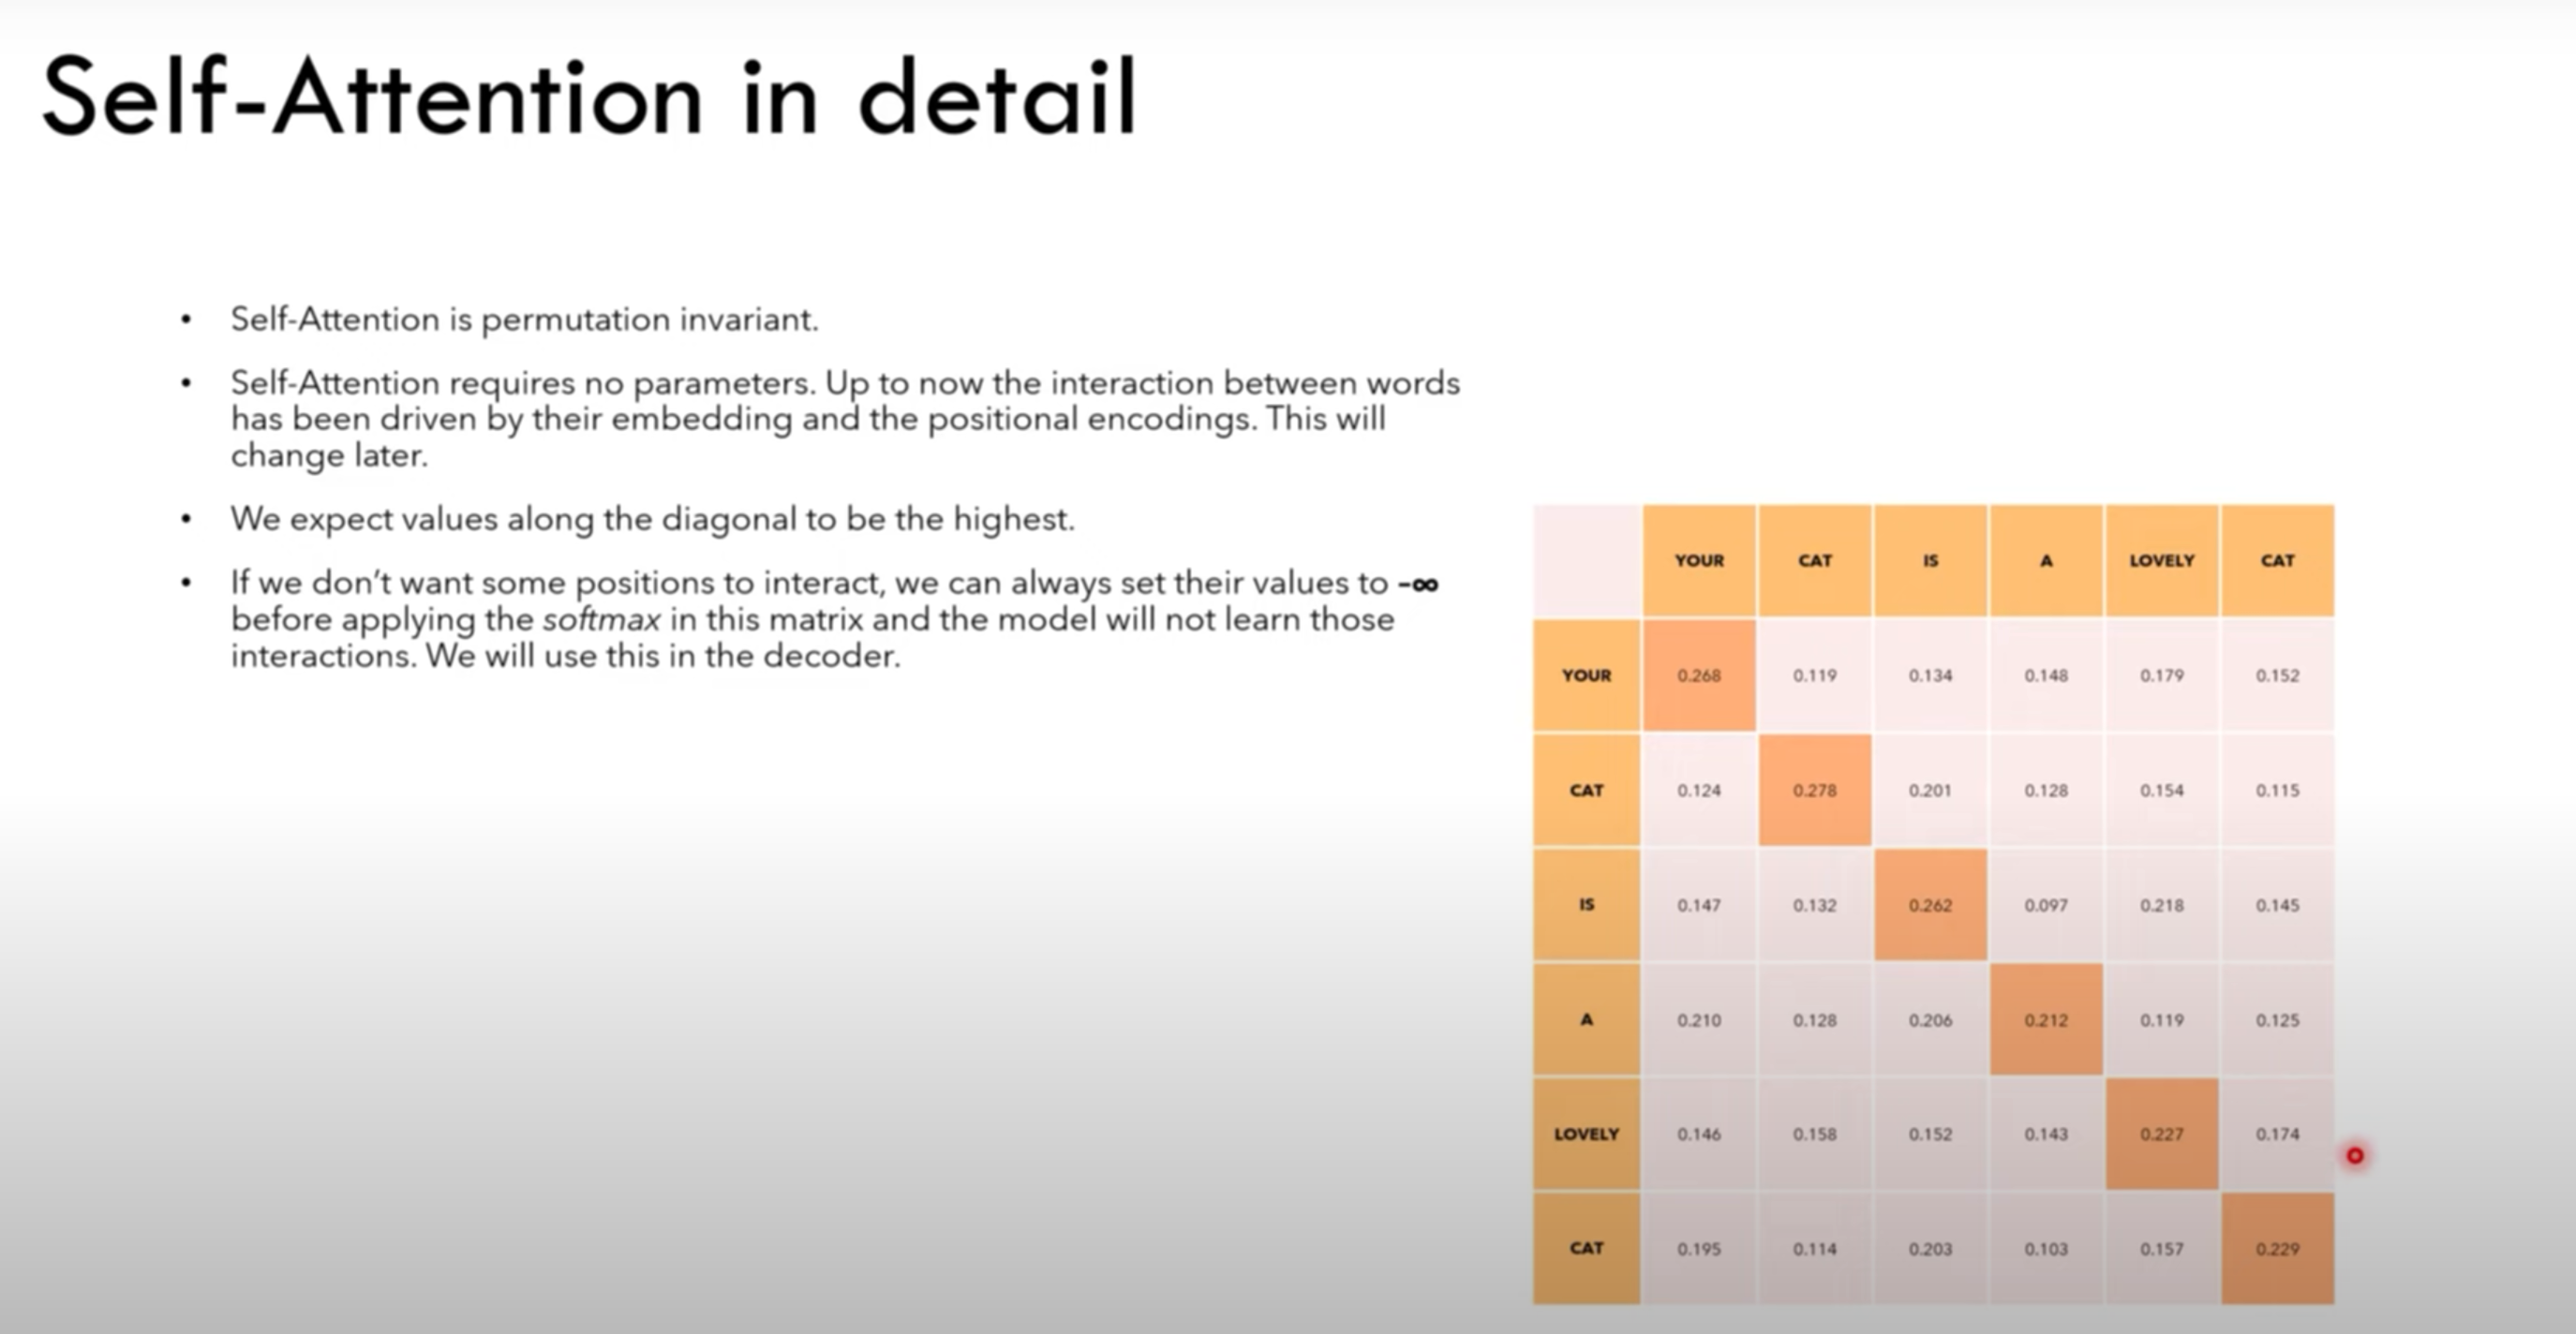 Self-Attention in detail
• Self-Attention is permutation invariant.
• Self-Attention requires no parameters. Up to now the interaction between words
has been driven by their embedding and the positional encodings. This will
change later.
• We expect values along the diagonal to be the highest.
• If we don’t want some positions to interact, we can always set their values to -∞
before applying the softmax in this matrix and the model will not learn those
interactions. We will use this in the decoder.
YOUR CAT IS A LOVELY CAT
YOUR 0.268 0.119 0.134 0.148 0.179 0.152
CAT 0.124 0.278 0.201 0.128 0.154 0.115
IS 0.147 0.132 0.262 0.097 0.218 0.145
A 0.210 0.128 0.206 0.212 0.119 0.125
LOVELY 0.146 0.158 0.152 0.143 0.227 0.174
CAT 0.195 0.114 0.203 0.103 0.157 0.229